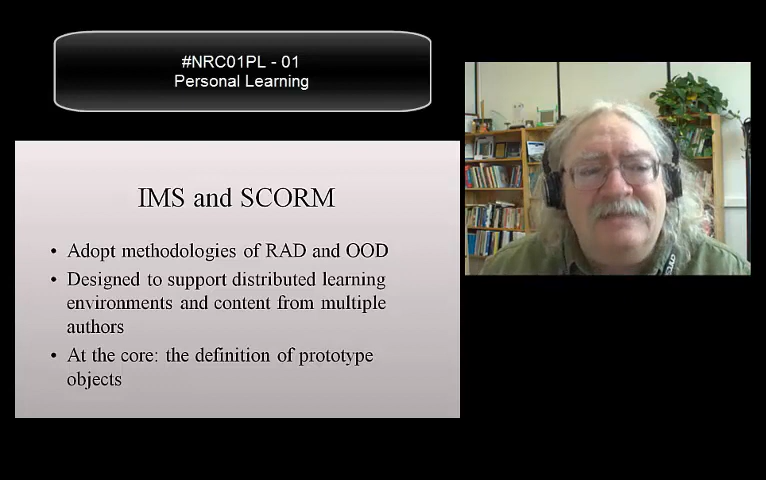 #NRC01PL - 01
Personal Learning
IMS and SCORM
• Adopt methodologies of RAD and OOD
• Designed to support distributed learning
environments and content from multiple
authors
• At the core: the definition of prototype
objects